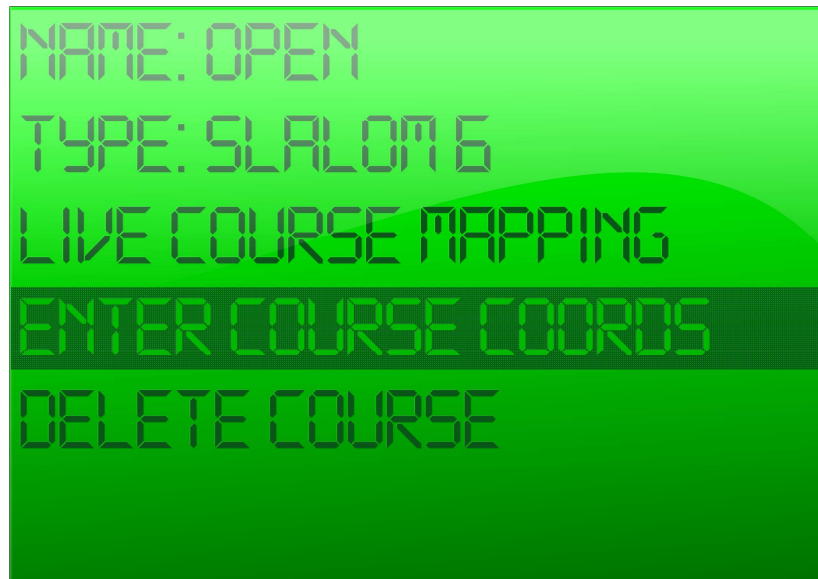 NAME: OPEN
TYPE: SLALOM 6
LIVE COURSE MAPPING
ENTER COURSE COORDS
DELETE COURSE